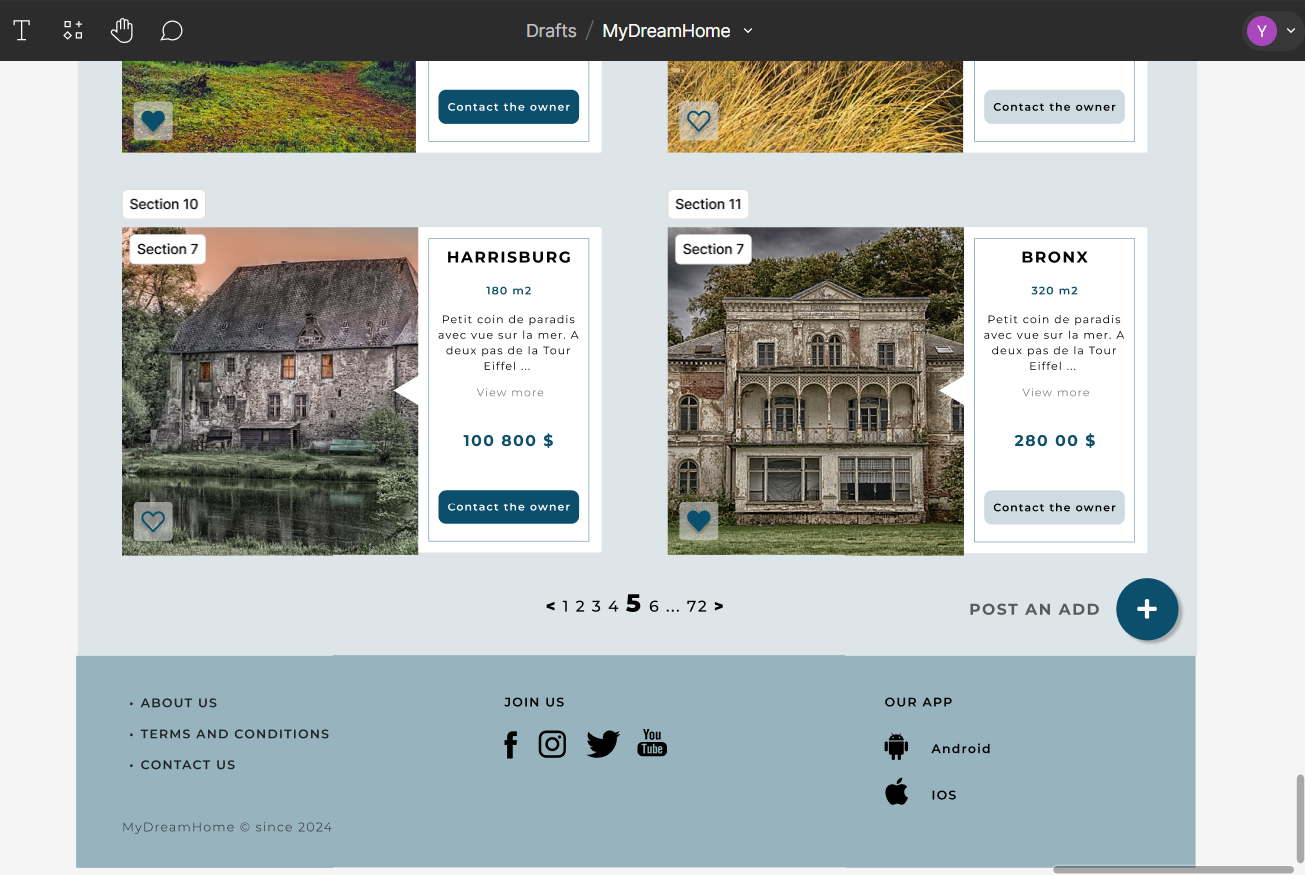 Drafts / MyDreamHome
Y
Contact the owner
Contact the owner
Section 10
Section 7
HARRISBURG
180 m2
Petit coin de paradis
avec vue sur la mer. A
deux pas de la Tour
Eiffel ...
View more
100 800 $
Contact the owner
Section 11
Section 7
BRONX
320 m2
Petit coin de paradis
avec vue sur la mer. A
deux pas de la Tour
Eiffel ...
View more
280 00 $
Contact the owner
< 1 2 3 4 5 6 ... 72 >
POST AN ADD
• ABOUT US
• TERMS AND CONDITIONS
• CONTACT US
MyDreamHome © since 2024
JOIN US
You
Tube
OUR APP
Android
IOS